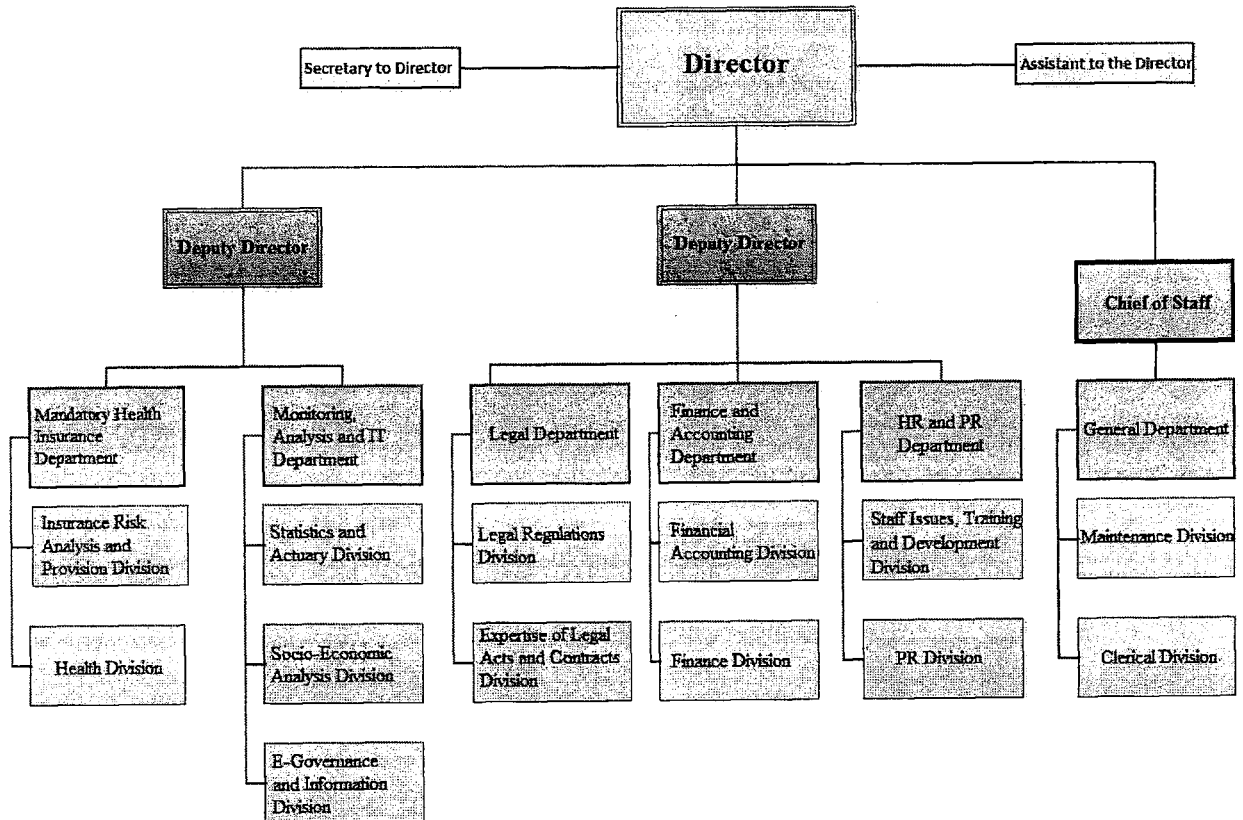 Director
Secretary to Director
Assistant to the Director
Deputy Director
Deputy Director
Chief of Staff
Mandatory Health
Insurance
Department
Monitoring,
Analysis and IT
Department
Legal Department
Finance and
Accounting
Department
HR and PR
Department
General Department
Insurance Risk
Analysis and
Provision Division
Statistics and
Actuary Division
Legal Regulations
Division
Financial
Accounting Division
Staff Issues, Training
and Development
Division
Maintenance Division
Health Division
Socio-Economic
Analysis Division
Expertise of Legal
Acts and Contracts
Division
Finance Division
PR Division
Clerical Division
E-Governance
and Information
Division